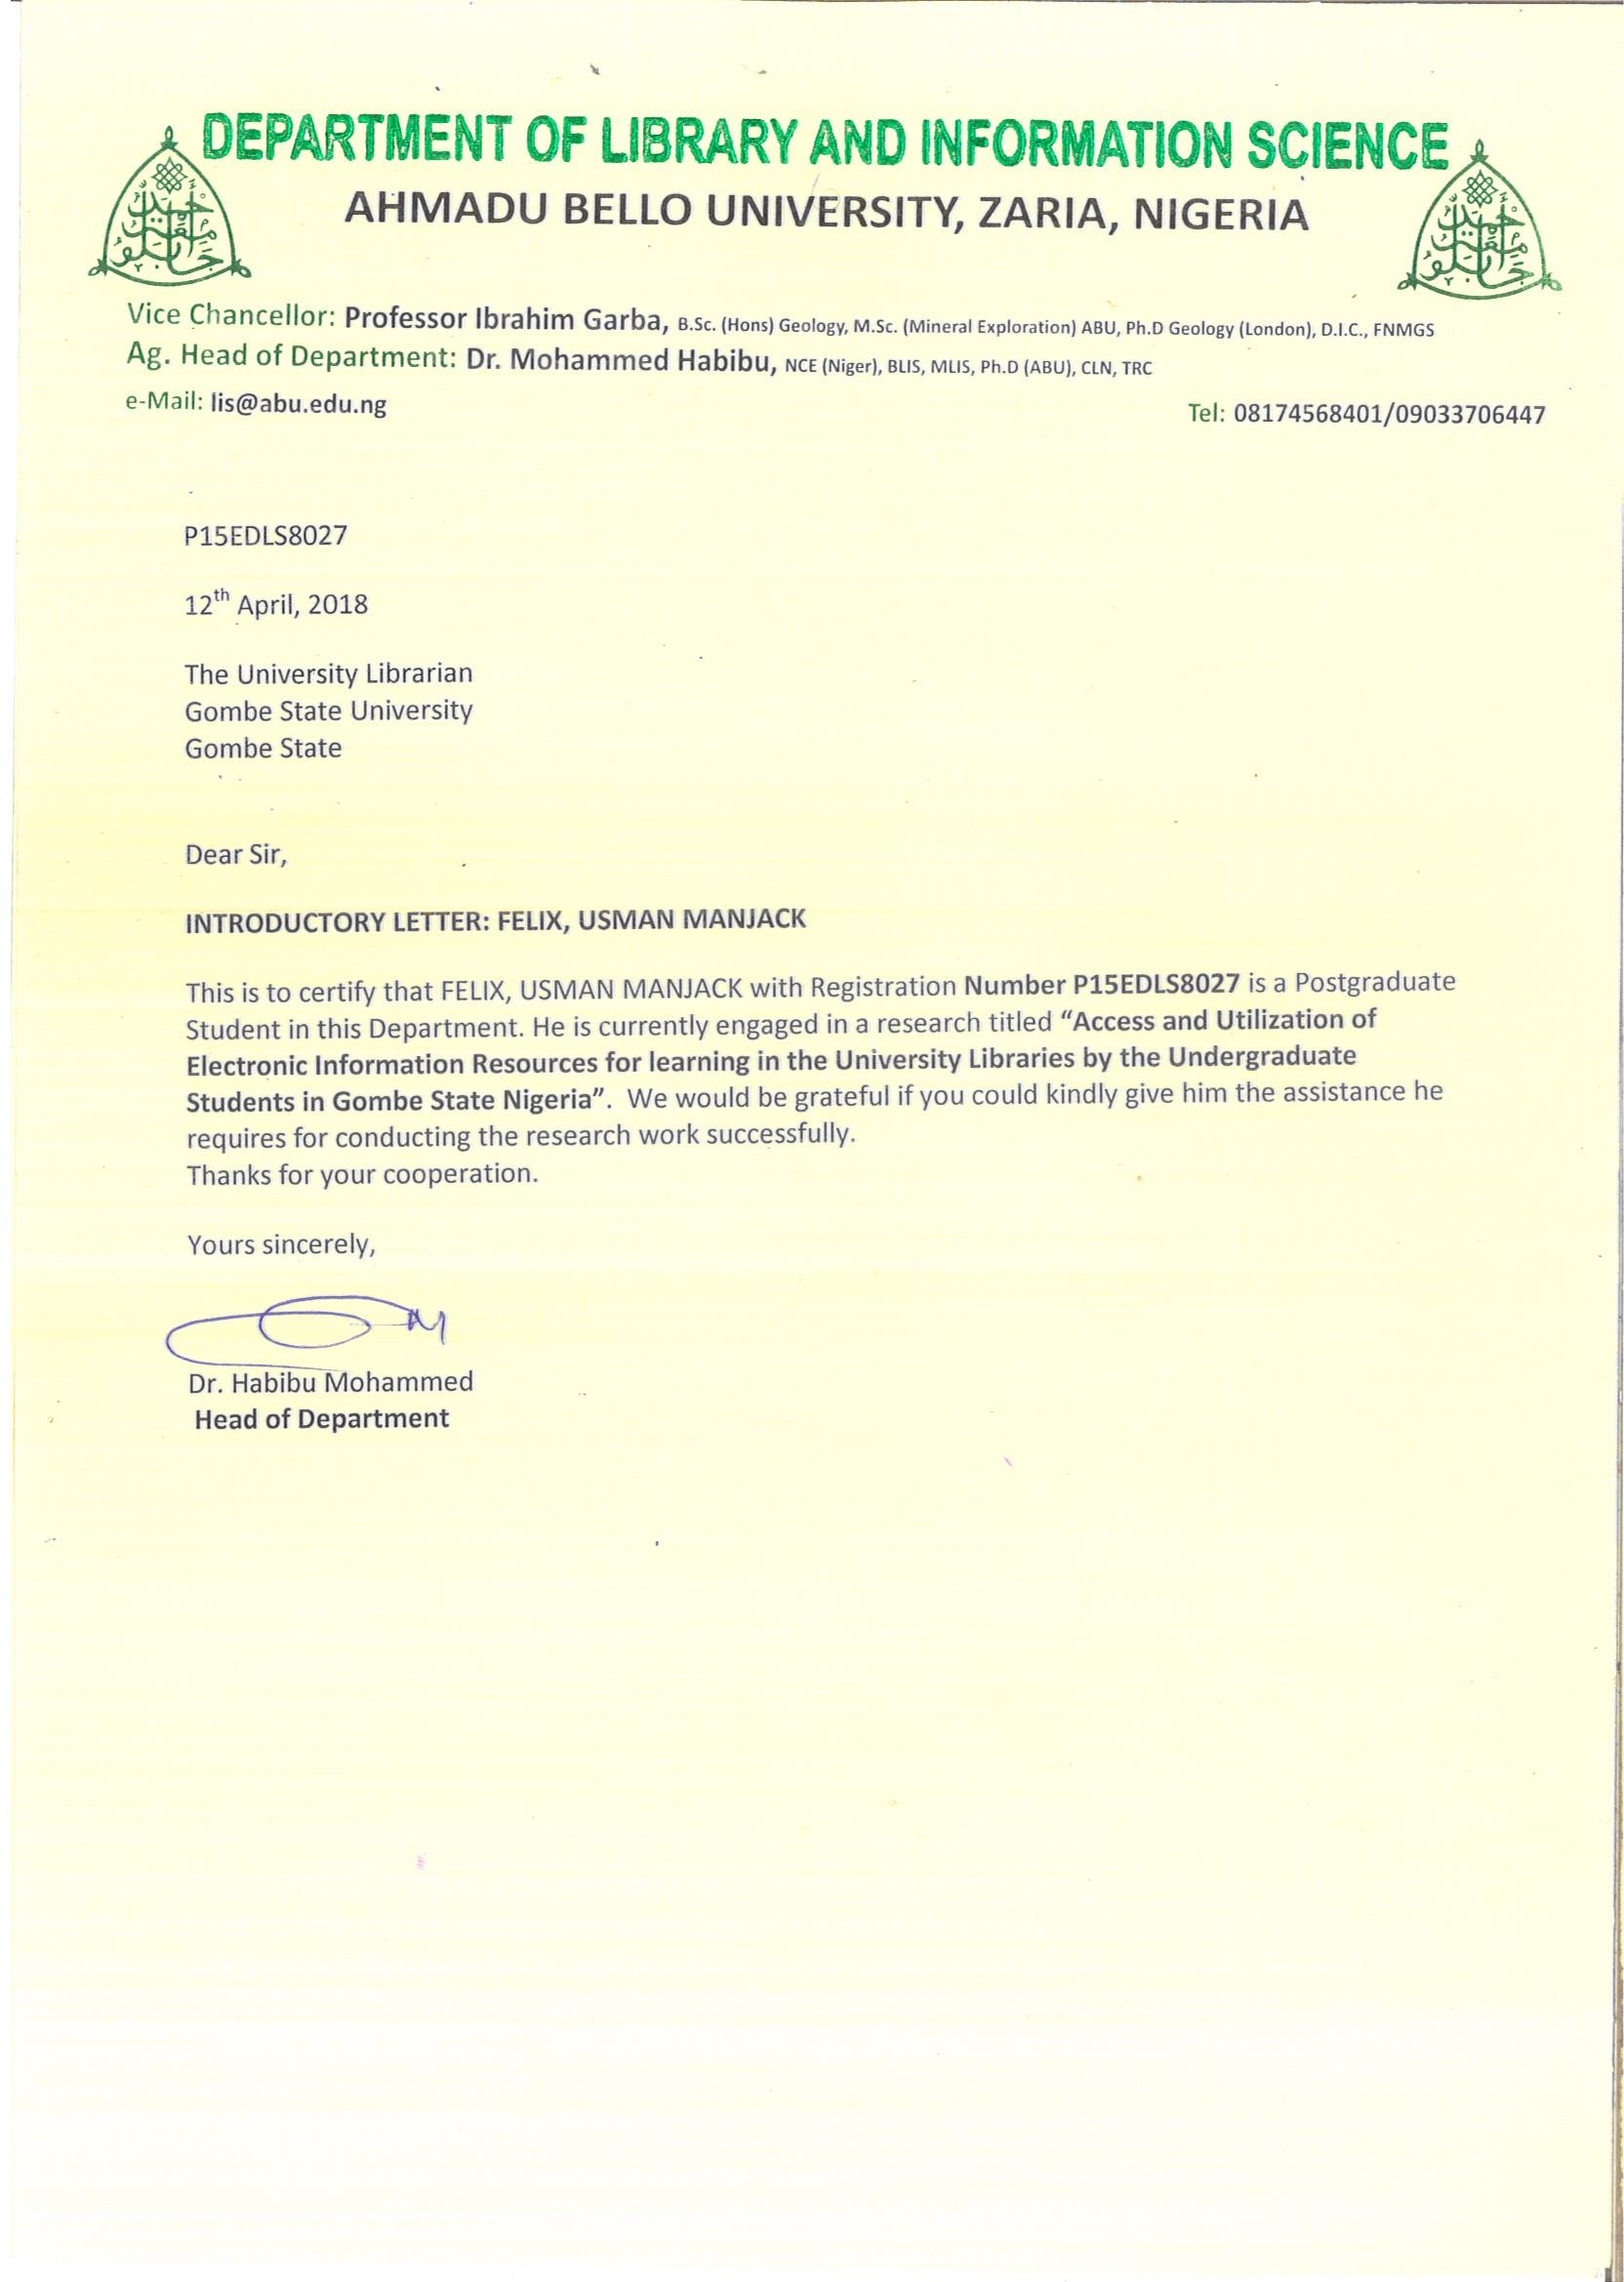 DEPARTMENT OF LIBRARY AND INFORMATION SCIENCE
AHMADU BELLO UNIVERSITY, ZARIA, NIGERIA
Vice Chancellor: Professor Ibrahim Garba, B.Sc. (Hons) Geology, M.Sc. (Mineral Exploration) ABU, Ph.D Geology (London), D.I.C., FNMGS
Ag. Head of Department: Dr. Mohammed Habibu, NCE (Niger), BLIS, MLIS, Ph.D (ABU), CLN, TRC
e-Mail: lis@abu.edu.ng Tel: 08174568401/09033706447
P15EDLS8027
12th April, 2018
The University Librarian
Gombe State University
Gombe State
Dear Sir,
INTRODUCTORY LETTER: FELIX, USMAN MANJACK
This is to certify that FELIX, USMAN MANJACK with Registration Number P15EDLS8027 is a Postgraduate
Student in this Department. He is currently engaged in a research titled “Access and Utilization of
Electronic Information Resources for learning in the University Libraries by the Undergraduate
Students in Gombe State Nigeria”. We would be grateful if you could kindly give him the assistance he
requires for conducting the research work successfully.
Thanks for your cooperation.
Yours sincerely,
Dr. Habibu Mohammed
Head of Department